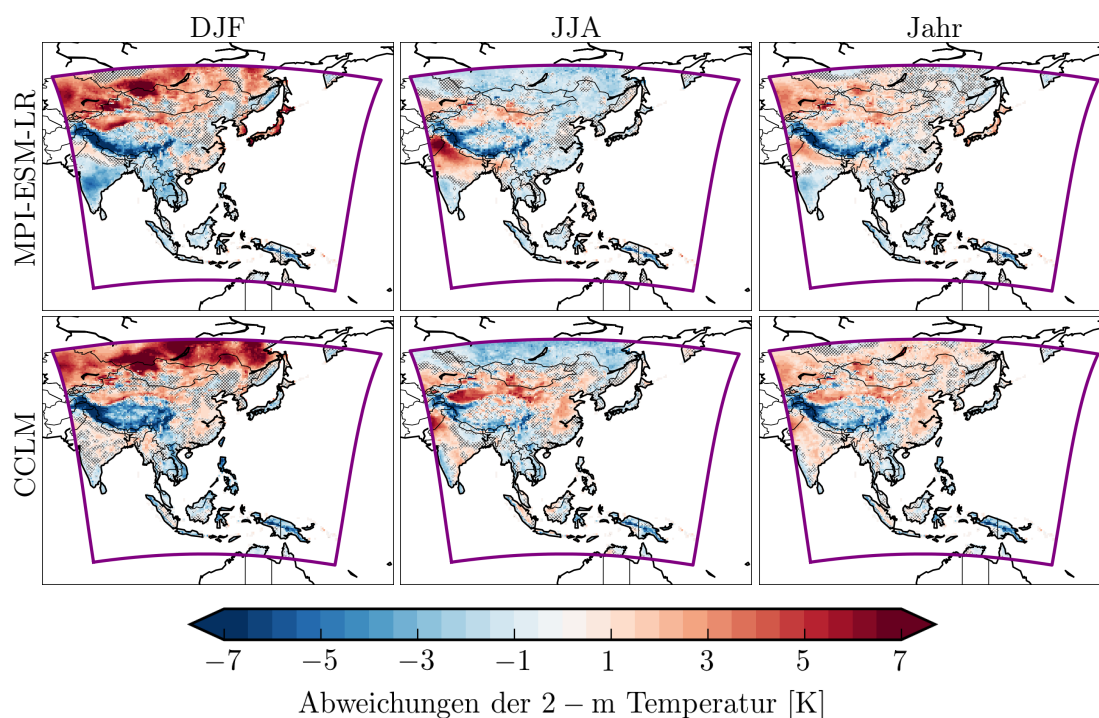 DJF
JJA
Jahr
MPI-ESM-LR
CCLM
−7 −5 −3 −1 1 3 5 7
Abweichungen der 2 − m Temperatur [K]